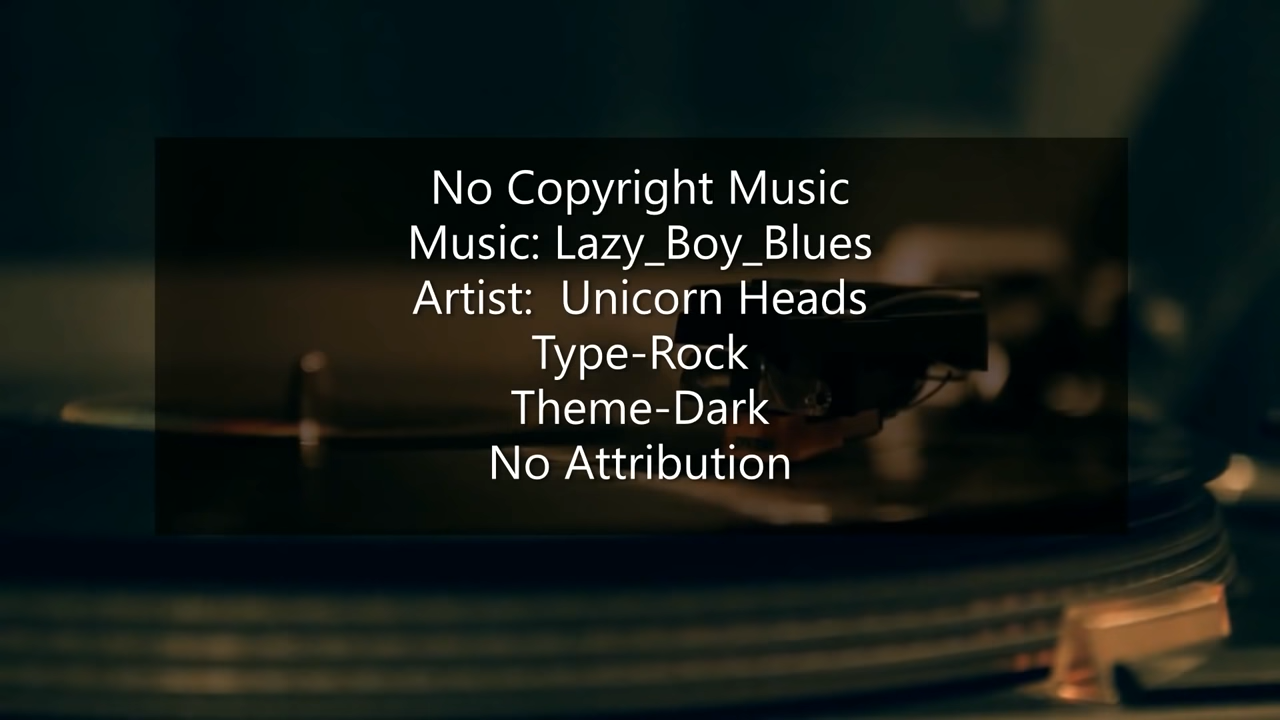 No Copyright Music
Music: Lazy_Boy_Blues
Artist:  Unicorn Heads
Type-Rock
Theme-Dark
No Attribution